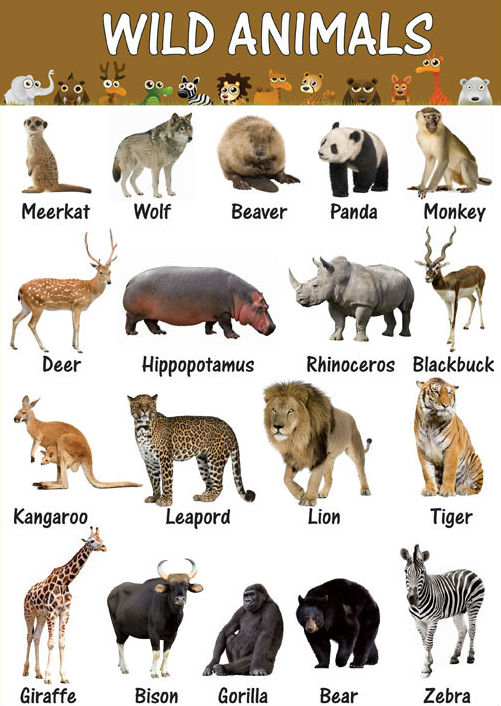 WILD ANIMALS
Meerkat Wolf Beaver Panda Monkey
Deer Hippopotamus Rhinoceros Blackbuck
Kangaroo Leapord Lion Tiger
Giraffe Bison Gorilla Bear Zebra